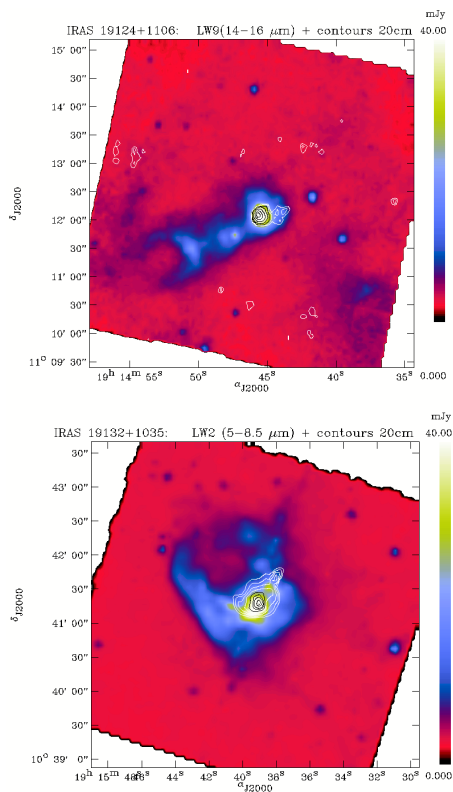 mJy
IRAS 19124+1106: LW9(14−16 μm) + contours 20cm
40.00
15' 00"
30"
14' 00"
30"
13' 00"
30"
12' 00"
30"
11' 00"
30"
10' 00"
11° 09' 30"
δJ2000
19h 14m 55s 50s 45s 40s 35s
αJ2000
0.000
mJy
IRAS 19132+1035: LW2 (5−8.5 μm) + contours 20cm
40.00
30"
43' 00"
30"
42' 00"
30"
41' 00"
30"
40' 00"
30"
10° 39' 0"
δJ2000
19h 15m 44s 42s 40s 38s 36s 34s 32s 30s
αJ2000
0.000